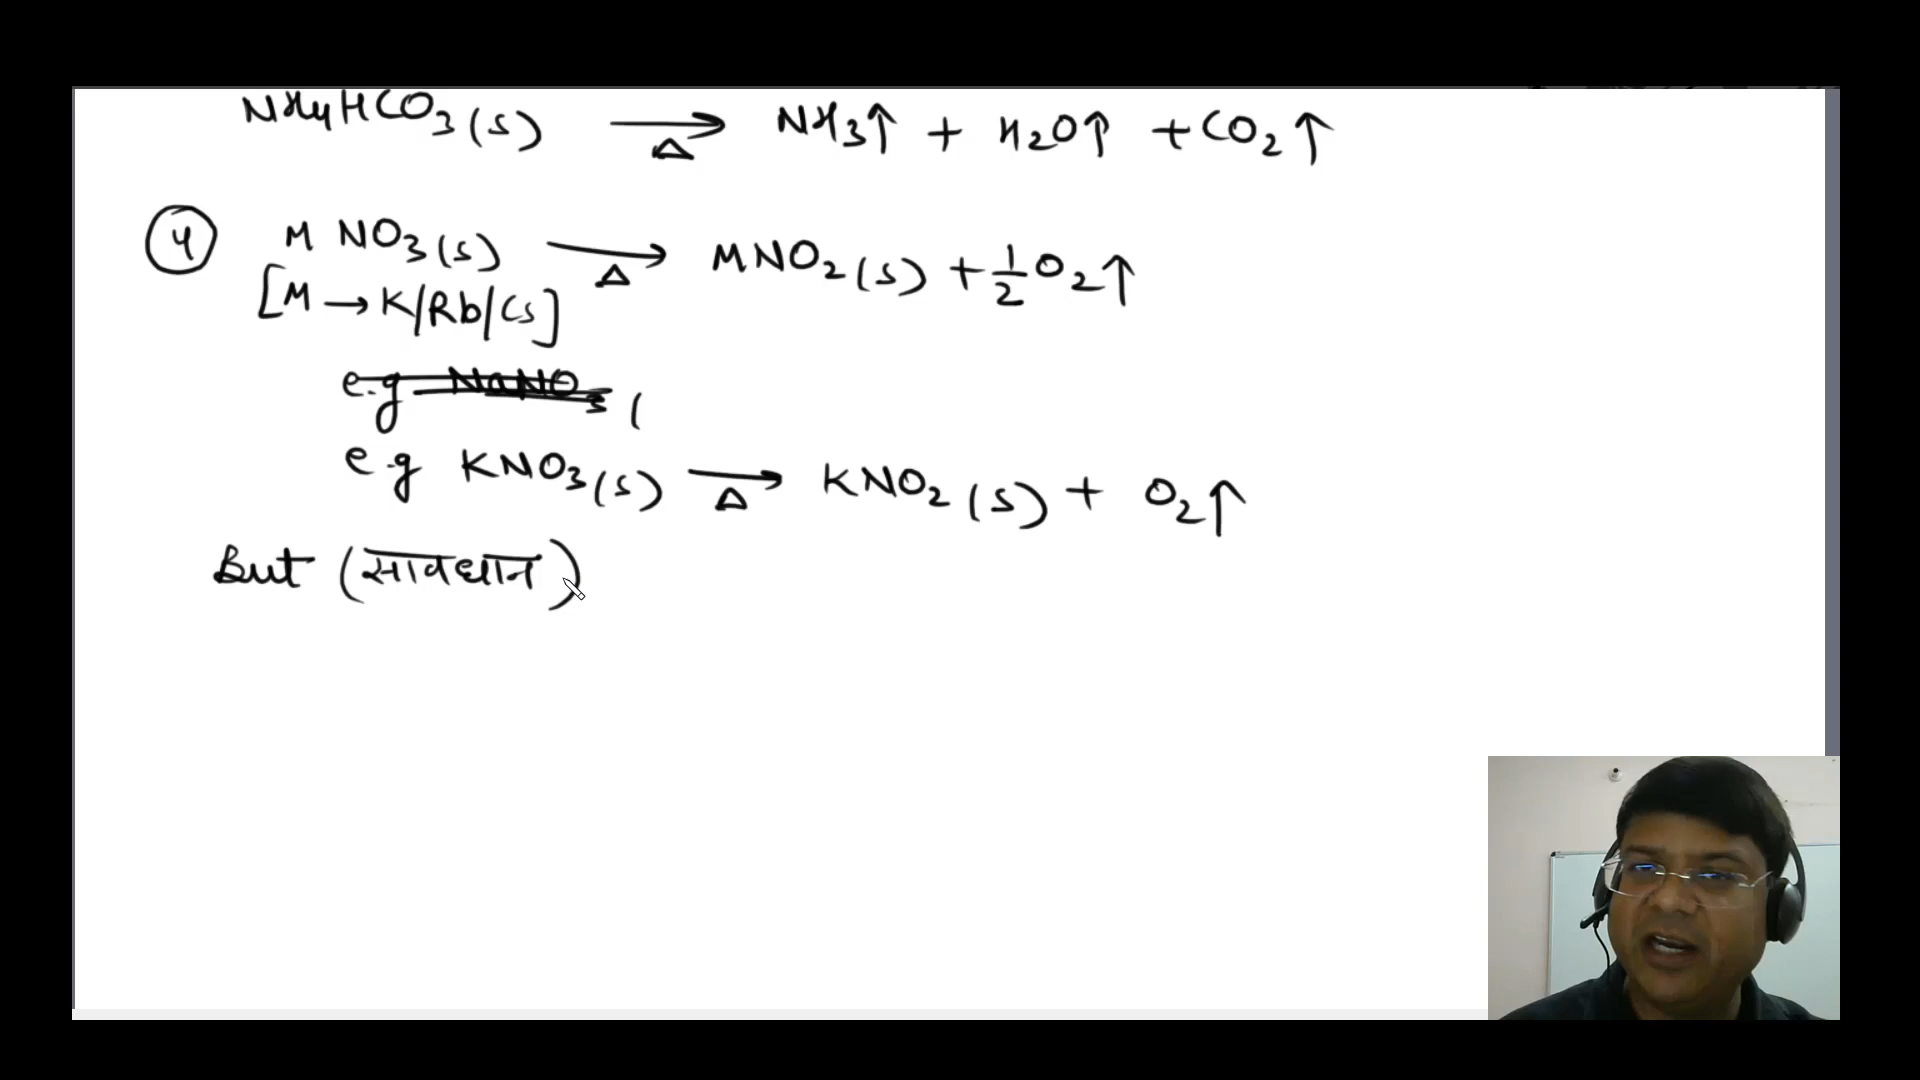 NH4HCO3(s) →Δ NH3↑ + H2O↑ + CO2↑
④ MNO3(s) →Δ MNO2(s) + 1/2 O2↑
[M → K/Rb/Cs]
e.g NaNO3 (
e.g KNO3(s) →Δ KNO2(s) + O2↑
But (सावधान)